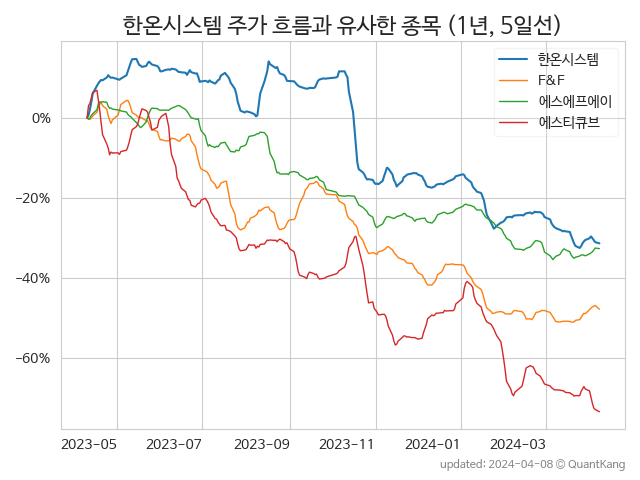 한온시스템 주가 흐름과 유사한 종목 (1년, 5일선)
한온시스템
F&F
에스에프에이
에스티큐브
0%
−20%
−40%
−60%
2023-05 2023-07 2023-09 2023-11 2024-01 2024-03
updated: 2024-04-08 © QuantKang